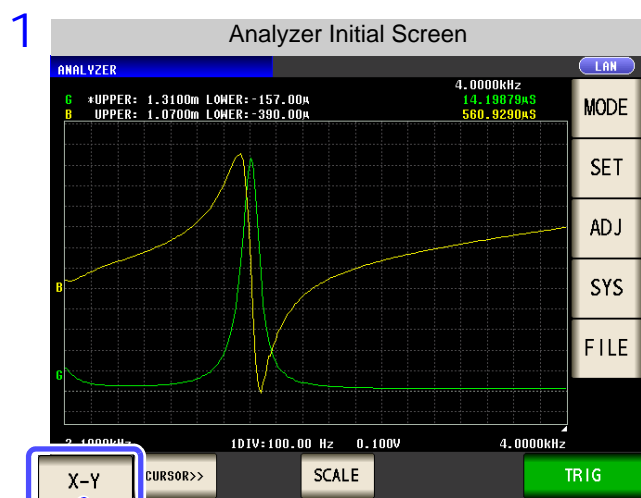 1
Analyzer Initial Screen
ANALYZER
LAN
4.0000kHz
G *UPPER: 1.3100m LOWER:-157.00µ 14.19879µS
B UPPER: 1.0700m LOWER:-390.00µ 560.9290µS
MODE
SET
ADJ
SYS
FILE
B
G
1DIV:100.00 Hz 0.100V 4.0000kHz
X-Y
CURSOR>>
SCALE
TRIG